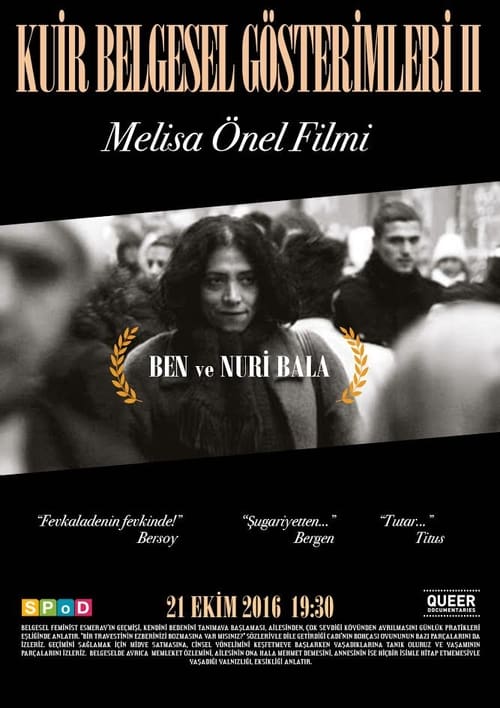 KUİR BELGESEL GÖSTERİMLERİ II
Melisa Önel Filmi
BEN ve NURİ BALA
"Fevkaladenin fevkinde!"
Bersoy
"Şugariyetten..."
Bergen
"Tutar..."
Titus
SPoD
21 EKİM 2016 19:30
QUEER
DOCUMENTARIES
BELGESEL FEMİNİST ESMERAY'IN GEÇMİŞİ, KENDİNİ BEDENİNİ TANIMAYA BAŞLAMASI, AİLESİNDEN, ÇOK SEVDİĞİ KÖYÜNDEN AYRILMASINI GÜNLÜK PRATİKLERİ
EŞLİĞİNDE ANLATIR. "BİR TRAVESTİNİN EZBERİNİZİ BOZMASINA VAR MISINIZ?" SÖZLERİYLE DİLE GETİRDİĞİ CADI'NIN BOHÇASI OYUNUNUN BAZI PARÇALARINI DA
İZLERİZ. GEÇİMİNİ SAĞLAMAK İÇİN MİDYE SATMASINA, CİNSEL YÖNELİMİNİ KEŞFETMEYE BAŞLARKEN YAŞADIKLARINA TANIK OLURUZ VE YAŞAMININ
PARÇALARINI İZLERİZ. BELGESELDE AYRICA MEMLEKET ÖZLEMİNİ, AİLESİNİN ONA HALA MEHMET DEMESİNİ, ANNESİNİN İSE HİÇBİR İSİMLE HİTAP ETMEMESİYLE
YAŞADIĞI YALNIZLIĞI, EKSİKLİĞİ ANLATIR.